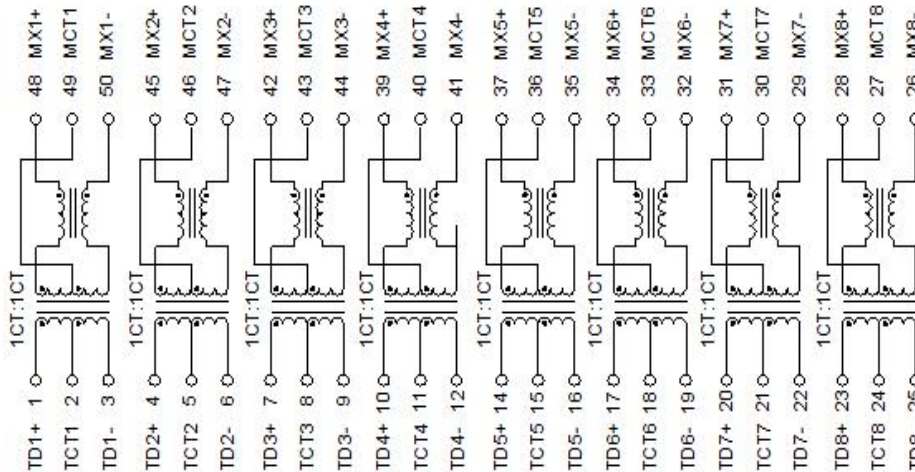 MX1+ MCT1 MX1- MX2+ MCT2 MX2- MX3+ MCT3 MX3- MX4+ MCT4 MX4- MX5+ MCT5 MX5- MX6+ MCT6 MX6- MX7+ MCT7 MX7- MX8+ MCT8 MX8-
48 49 50 45 46 47 42 43 44 39 40 41 37 36 35 34 33 32 31 30 29 28 27 26
1CT:1CT 1CT:1CT 1CT:1CT 1CT:1CT 1CT:1CT 1CT:1CT 1CT:1CT 1CT:1CT
1 2 3 4 5 6 7 8 9 10 11 12 14 15 16 17 18 19 20 21 22 23 24 25
TD1+ TCT1 TD1- TD2+ TCT2 TD2- TD3+ TCT3 TD3- TD4+ TCT4 TD4- TD5+ TCT5 TD5- TD6+ TCT6 TD6- TD7+ TCT7 TD7- TD8+ TCT8 TD8-